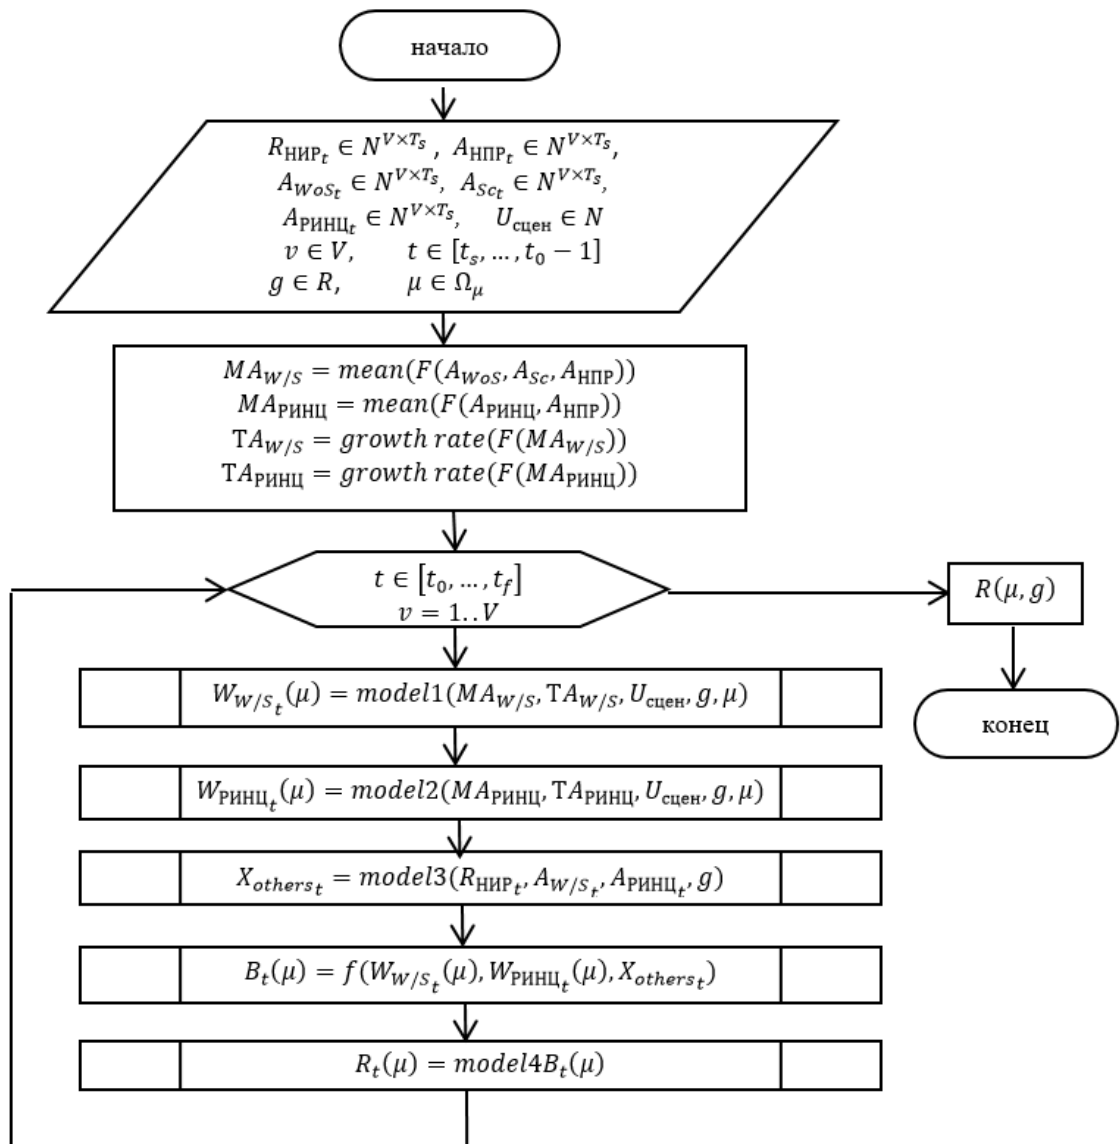 начало
R_{НИР_t} ∈ N^{V×T_s} , A_{НПР_t} ∈ N^{V×T_s},
A_{WoS_t} ∈ N^{V×T_s}, A_{Sc_t} ∈ N^{V×T_s},
A_{РИНЦ_t} ∈ N^{V×T_s}, U_{сцен} ∈ N
v ∈ V, t ∈ [t_s, … , t_0 − 1]
g ∈ R, μ ∈ Ω_μ
MA_{W/S} = mean(F(A_{WoS}, A_{Sc}, A_{НПР}))
MA_{РИНЦ} = mean(F(A_{РИНЦ}, A_{НПР}))
TA_{W/S} = growth rate(F(MA_{W/S}))
TA_{РИНЦ} = growth rate(F(MA_{РИНЦ}))
t ∈ [t_0, … , t_f]
v = 1..V
R(μ, g)
конец
W_{W/S_t}(μ) = model1(MA_{W/S}, TA_{W/S}, U_{сцен}, g, μ)
W_{РИНЦ_t}(μ) = model2(MA_{РИНЦ}, TA_{РИНЦ}, U_{сцен}, g, μ)
X_{others_t} = model3(R_{НИР_t}, A_{W/S_t}, A_{РИНЦ_t}, g)
B_t(μ) = f(W_{W/S_t}(μ), W_{РИНЦ_t}(μ), X_{others_t})
R_t(μ) = model4B_t(μ)